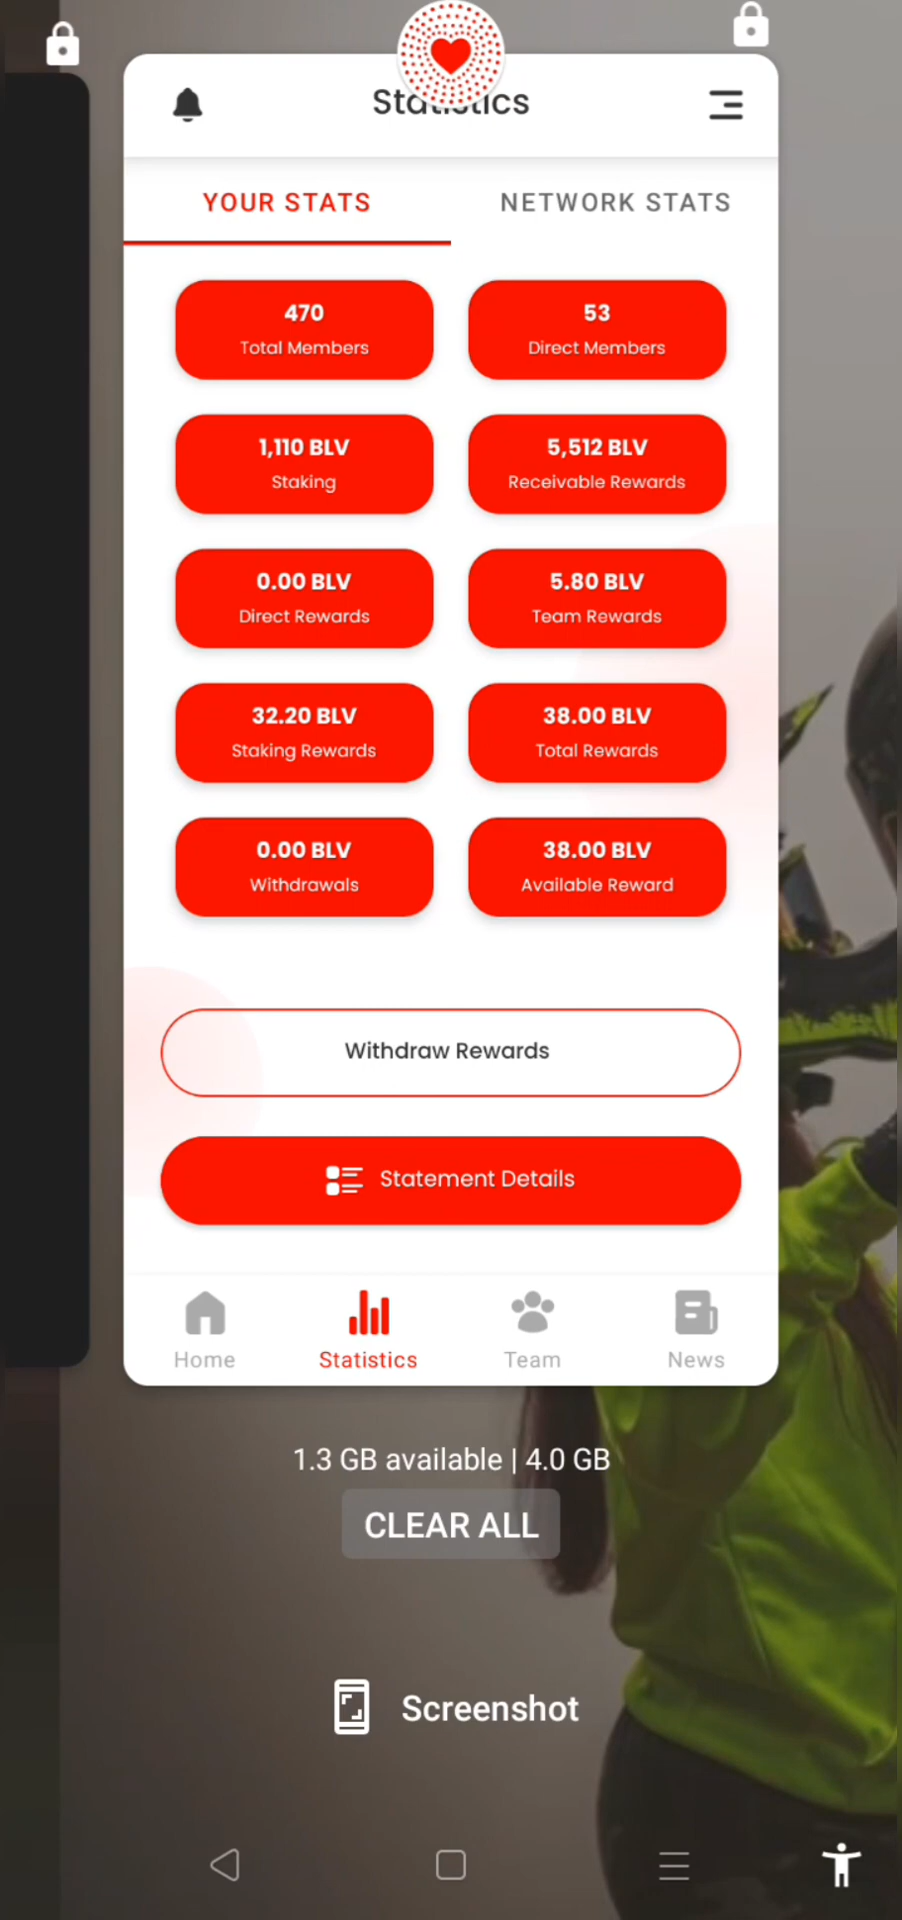 Statistics
YOUR STATS
NETWORK STATS
470
Total Members
53
Direct Members
1,110 BLV
Staking
5,512 BLV
Receivable Rewards
0.00 BLV
Direct Rewards
5.80 BLV
Team Rewards
32.20 BLV
Staking Rewards
38.00 BLV
Total Rewards
0.00 BLV
Withdrawals
38.00 BLV
Available Reward
Withdraw Rewards
Statement Details
Home
Statistics
Team
News
1.3 GB available | 4.0 GB
CLEAR ALL
Screenshot